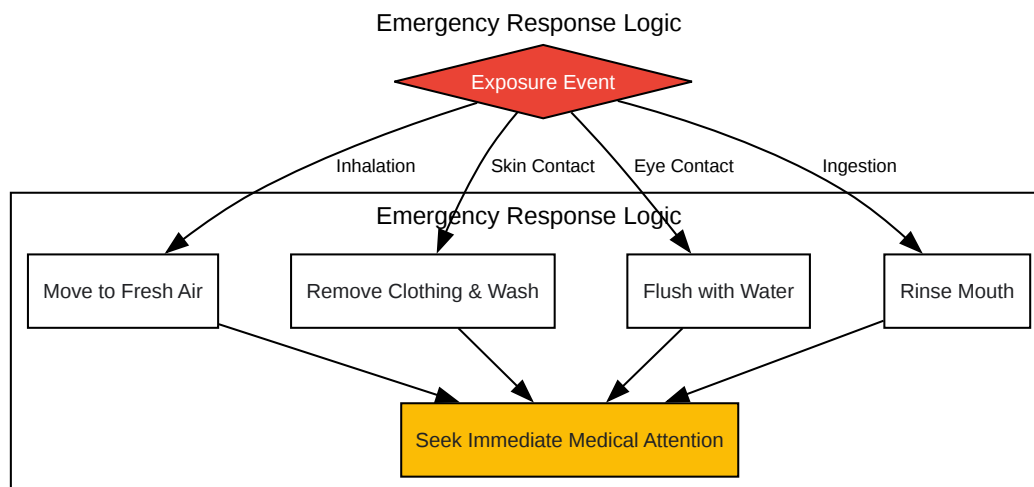 Emergency Response Logic
Exposure Event
Inhalation
Skin Contact
Eye Contact
Ingestion
Emergency Response Logic
Move to Fresh Air
Remove Clothing & Wash
Flush with Water
Rinse Mouth
Seek Immediate Medical Attention